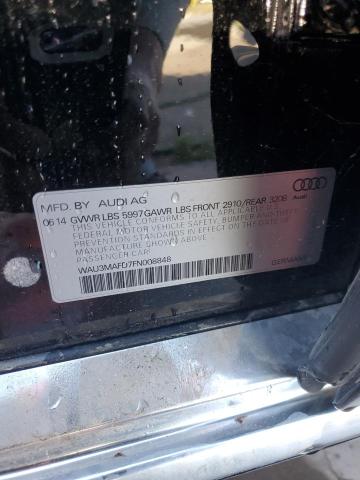 MFD. BY AUDI AG
06 14 GVWR LBS 5997 GAWR LBS FRONT 2910/REAR 3208
THIS VEHICLE CONFORMS TO ALL APPLICABLE U.S.
FEDERAL MOTOR VEHICLE SAFETY, BUMPER AND THEFT
PREVENTION STANDARDS IN EFFECT ON THE DATE OF
MANUFACTURE SHOWN ABOVE
PASSENGER CAR
WAU3MAFD7FN008848
GERMANY
Audi